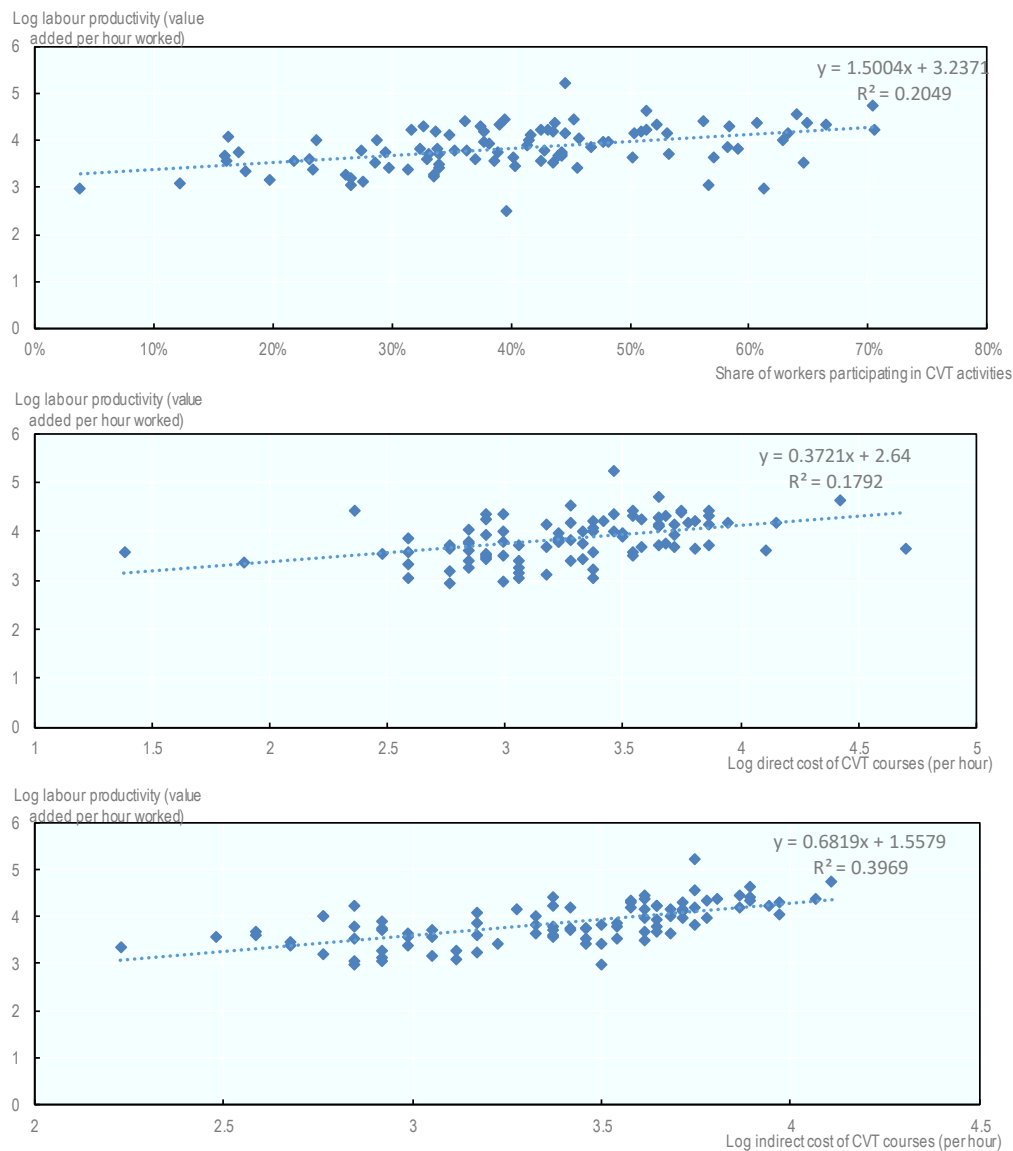 Log labour productivity (value
added per hour worked)
6
5
4
3
2
1
0
y = 1.5004x + 3.2371
R² = 0.2049
0% 10% 20% 30% 40% 50% 60% 70% 80%
Share of workers participating in CVT activities
Log labour productivity (value
added per hour worked)
6
5
4
3
2
1
0
y = 0.3721x + 2.64
R² = 0.1792
1 1.5 2 2.5 3 3.5 4 4.5 5
Log direct cost of CVT courses (per hour)
Log labour productivity (value
added per hour worked)
6
5
4
3
2
1
0
y = 0.6819x + 1.5579
R² = 0.3969
2 2.5 3 3.5 4 4.5
Log indirect cost of CVT courses (per hour)